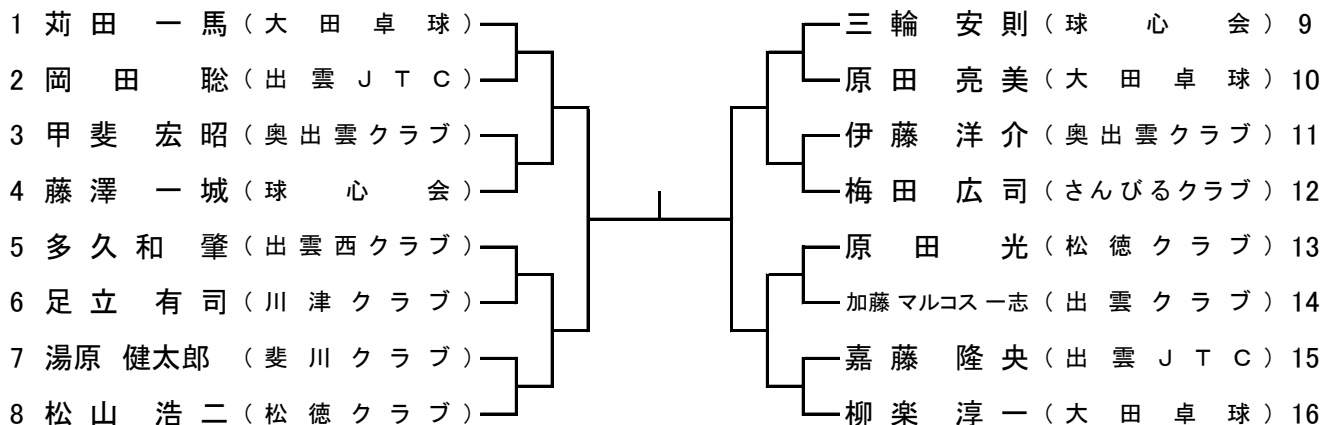 1 苅田 一馬 (大田卓球)
2 岡田 聡 (出雲JTC)
3 甲斐 宏昭 (奥出雲クラブ)
4 藤澤 一城 (球心会)
5 多久和 肇 (出雲西クラブ)
6 足立 有司 (川津クラブ)
7 湯原 健太郎 (斐川クラブ)
8 松山 浩二 (松徳クラブ)
三輪 安則 (球心会) 9
原田 亮美 (大田卓球) 10
伊藤 洋介 (奥出雲クラブ) 11
梅田 広司 (さんびるクラブ) 12
原田 光 (松徳クラブ) 13
加藤 マルコス 一志 (出雲クラブ) 14
嘉藤 隆央 (出雲JTC) 15
柳楽 淳一 (大田卓球) 16